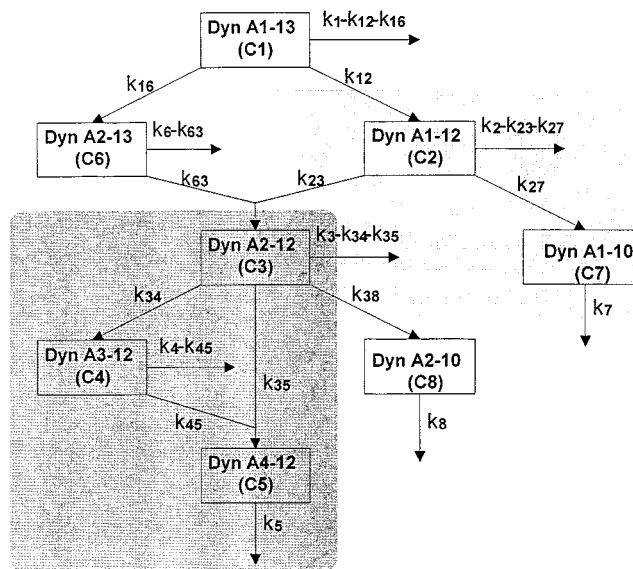 Dyn A1-13
(C1)
k1-k12-k16
k16
k12
Dyn A2-13
(C6)
k6-k63
Dyn A1-12
(C2)
k2-k23-k27
k63
k23
k27
Dyn A2-12
(C3)
k3-k34-k35
Dyn A1-10
(C7)
k34
k38
k7
Dyn A3-12
(C4)
k4-k45
k35
Dyn A2-10
(C8)
k45
k8
Dyn A4-12
(C5)
k5